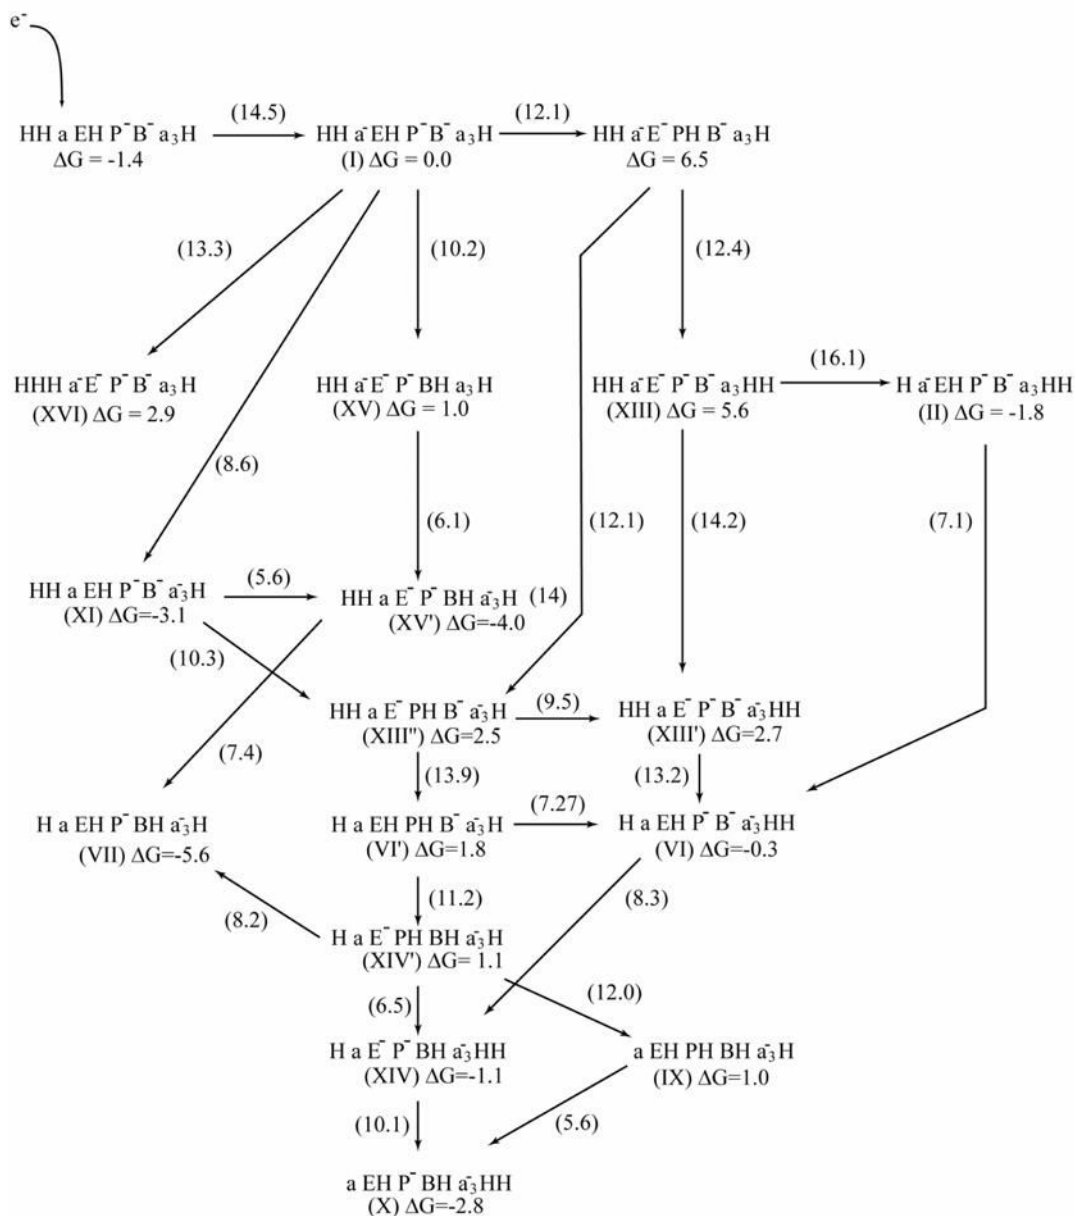 e⁻
(14.5) (12.1)
HH a EH P⁻B⁻ a₃H HH a⁻EH P⁻B⁻ a₃H HH a⁻E⁻ PH B⁻ a₃H
ΔG = -1.4 (I) ΔG = 0.0 ΔG = 6.5
(13.3) (10.2) (12.4)
(16.1)
HHH a⁻E⁻ P⁻B⁻ a₃H HH a⁻E⁻ P⁻ BH a₃H HH a⁻E⁻ P⁻ B⁻ a₃HH H a⁻EH P⁻ B⁻ a₃HH
(XVI) ΔG = 2.9 (XV) ΔG = 1.0 (XIII) ΔG = 5.6 (II) ΔG = -1.8
(8.6)
(6.1) (12.1) (14.2) (7.1)
(5.6)
HH a EH P⁻B⁻ a₃⁻H HH a E⁻ P⁻ BH a₃⁻H (14)
(XI) ΔG=-3.1 (XV') ΔG=-4.0
(10.3)
(9.5)
HH a E⁻ PH B⁻ a₃⁻H HH a E⁻ P⁻ B⁻ a₃⁻HH
(XIII") ΔG=2.5 (XIII') ΔG=2.7
(7.4) (13.9) (13.2)
(7.27)
H a EH P⁻ BH a₃⁻H H a EH PH B⁻ a₃⁻H H a EH P⁻ B⁻ a₃⁻HH
(VII) ΔG=-5.6 (VI') ΔG=1.8 (VI) ΔG=-0.3
(8.2) (11.2) (8.3)
H a E⁻ PH BH a₃⁻H
(XIV') ΔG= 1.1
(6.5) (12.0)
H a E⁻ P⁻ BH a₃⁻HH a EH PH BH a₃⁻H
(XIV) ΔG=-1.1 (IX) ΔG=1.0
(10.1) (5.6)
a EH P⁻ BH a₃⁻HH
(X) ΔG=-2.8